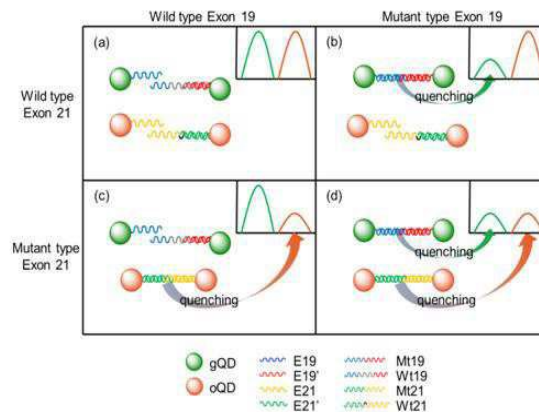 Wild type Exon 19
Mutant type Exon 19
Wild type
Exon 21
(a)
(b)
quenching
Mutant type
Exon 21
(c)
quenching
(d)
quenching
quenching
gQD
oQD
E19
E19'
E21
E21'
Mt19
Wt19
Mt21
Wt21